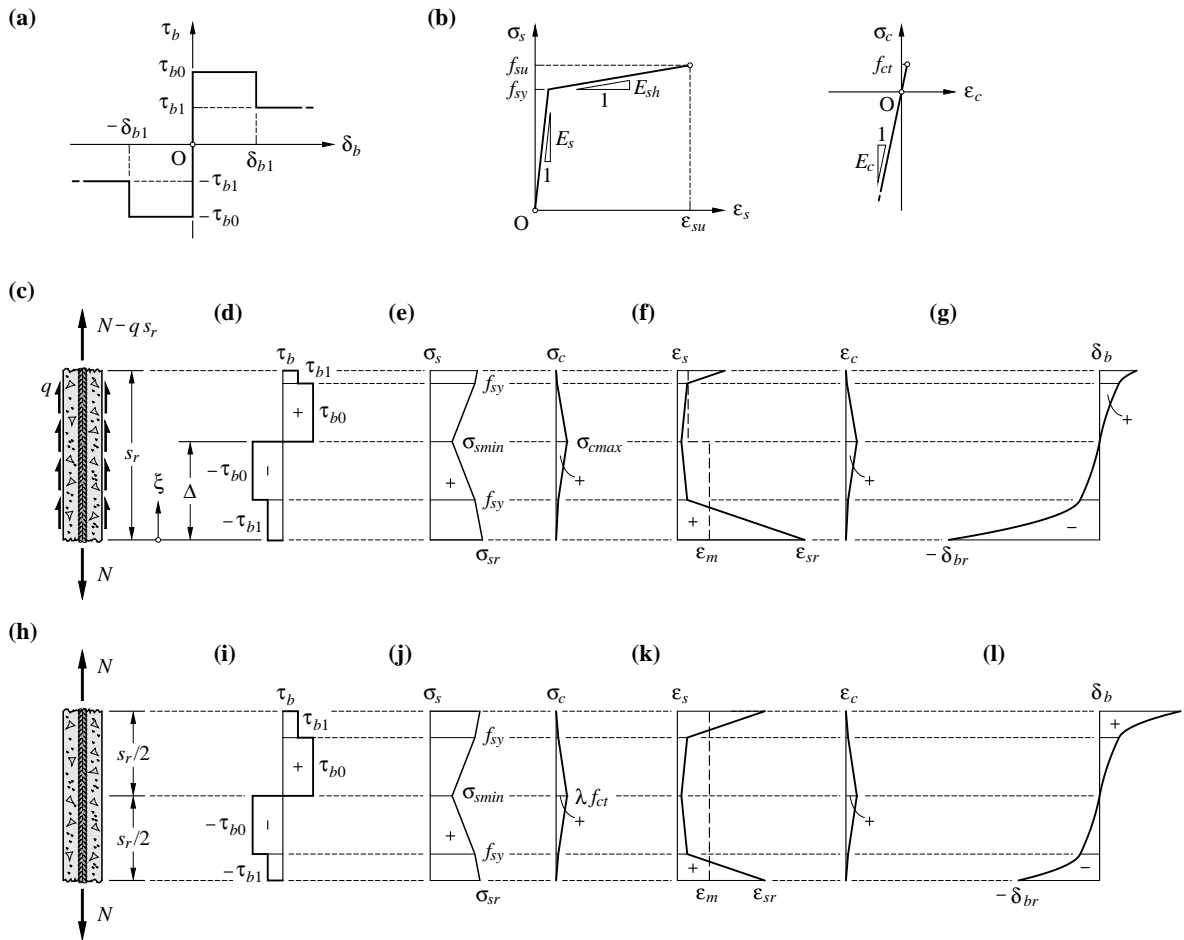 (a)
τb
τb0
τb1
−δb1
O
δb1
δb
−τb1
−τb0
(b)
σs
fsu
fsy
Esh
1
Es
1
O
εsu
εs
σc
fct
O
εc
1
Ec
(c)
N−q sr
q
sr
ξ
Δ
N
(d)
τb
τb1
+
τb0
−τb0
−
−τb1
(e)
σs
fsy
σsmin
+
fsy
σsr
σc
σcmax
+
(f)
εs
+
εm
εsr
εc
+
(g)
δb
+
−
−δbr
(h)
N
sr/2
sr/2
N
(i)
τb
τb1
+
τb0
−τb0
−
−τb1
(j)
σs
fsy
σsmin
+
fsy
σsr
σc
λ fct
+
(k)
εs
+
εm
εsr
εc
+
(l)
δb
+
−
−δbr